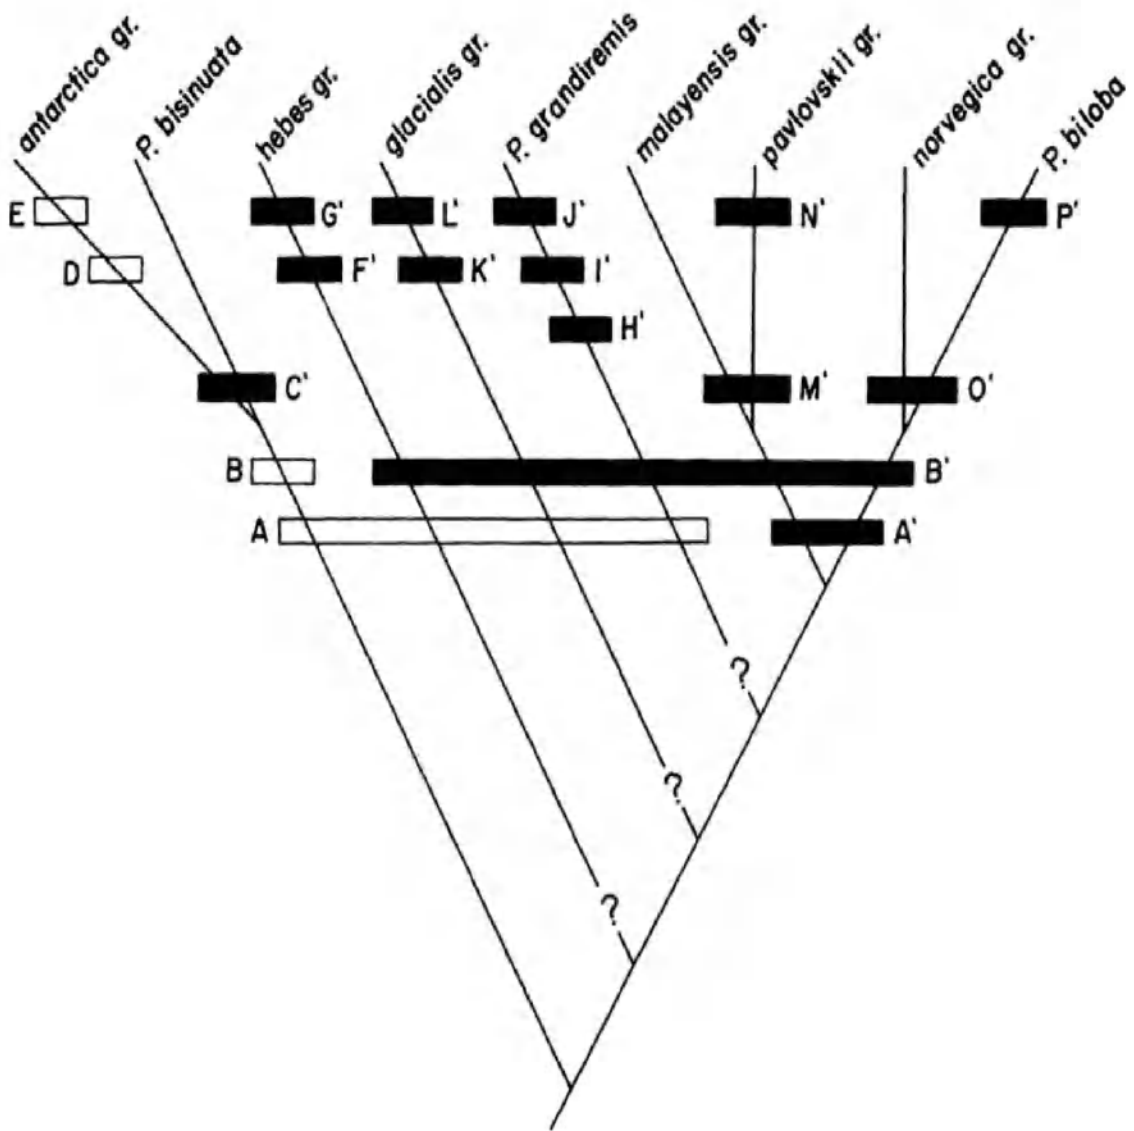 antarctica gr.
P. bisinuata
hebes gr.
glacialis gr.
P. grandiremis
malayensis gr.
pavlovskii gr.
norvegica gr.
P. biloba
E
G'
L'
J'
N'
P'
D
F'
K'
I'
H'
C'
M'
O'
B
B'
A
A'
?
?
?